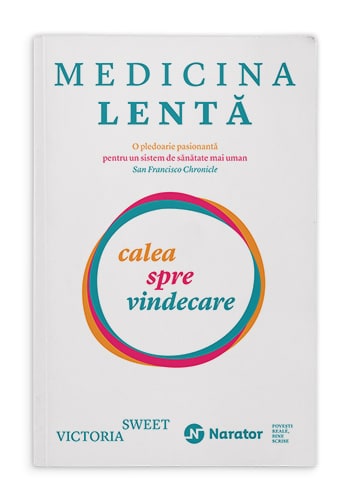 MEDICINA
LENTĂ
O pledoarie pasionantă
pentru un sistem de sănătate mai uman
San Francisco Chronicle
calea
spre
vindecare
VICTORIA SWEET
N Narator
POVEȘTI
REALE,
BINE
SCRISE